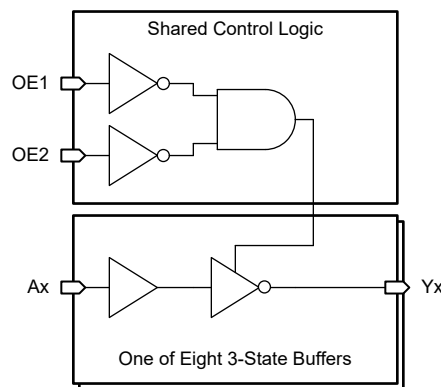 Shared Control Logic
OE1
OE2
Ax
Yx
One of Eight 3-State Buffers